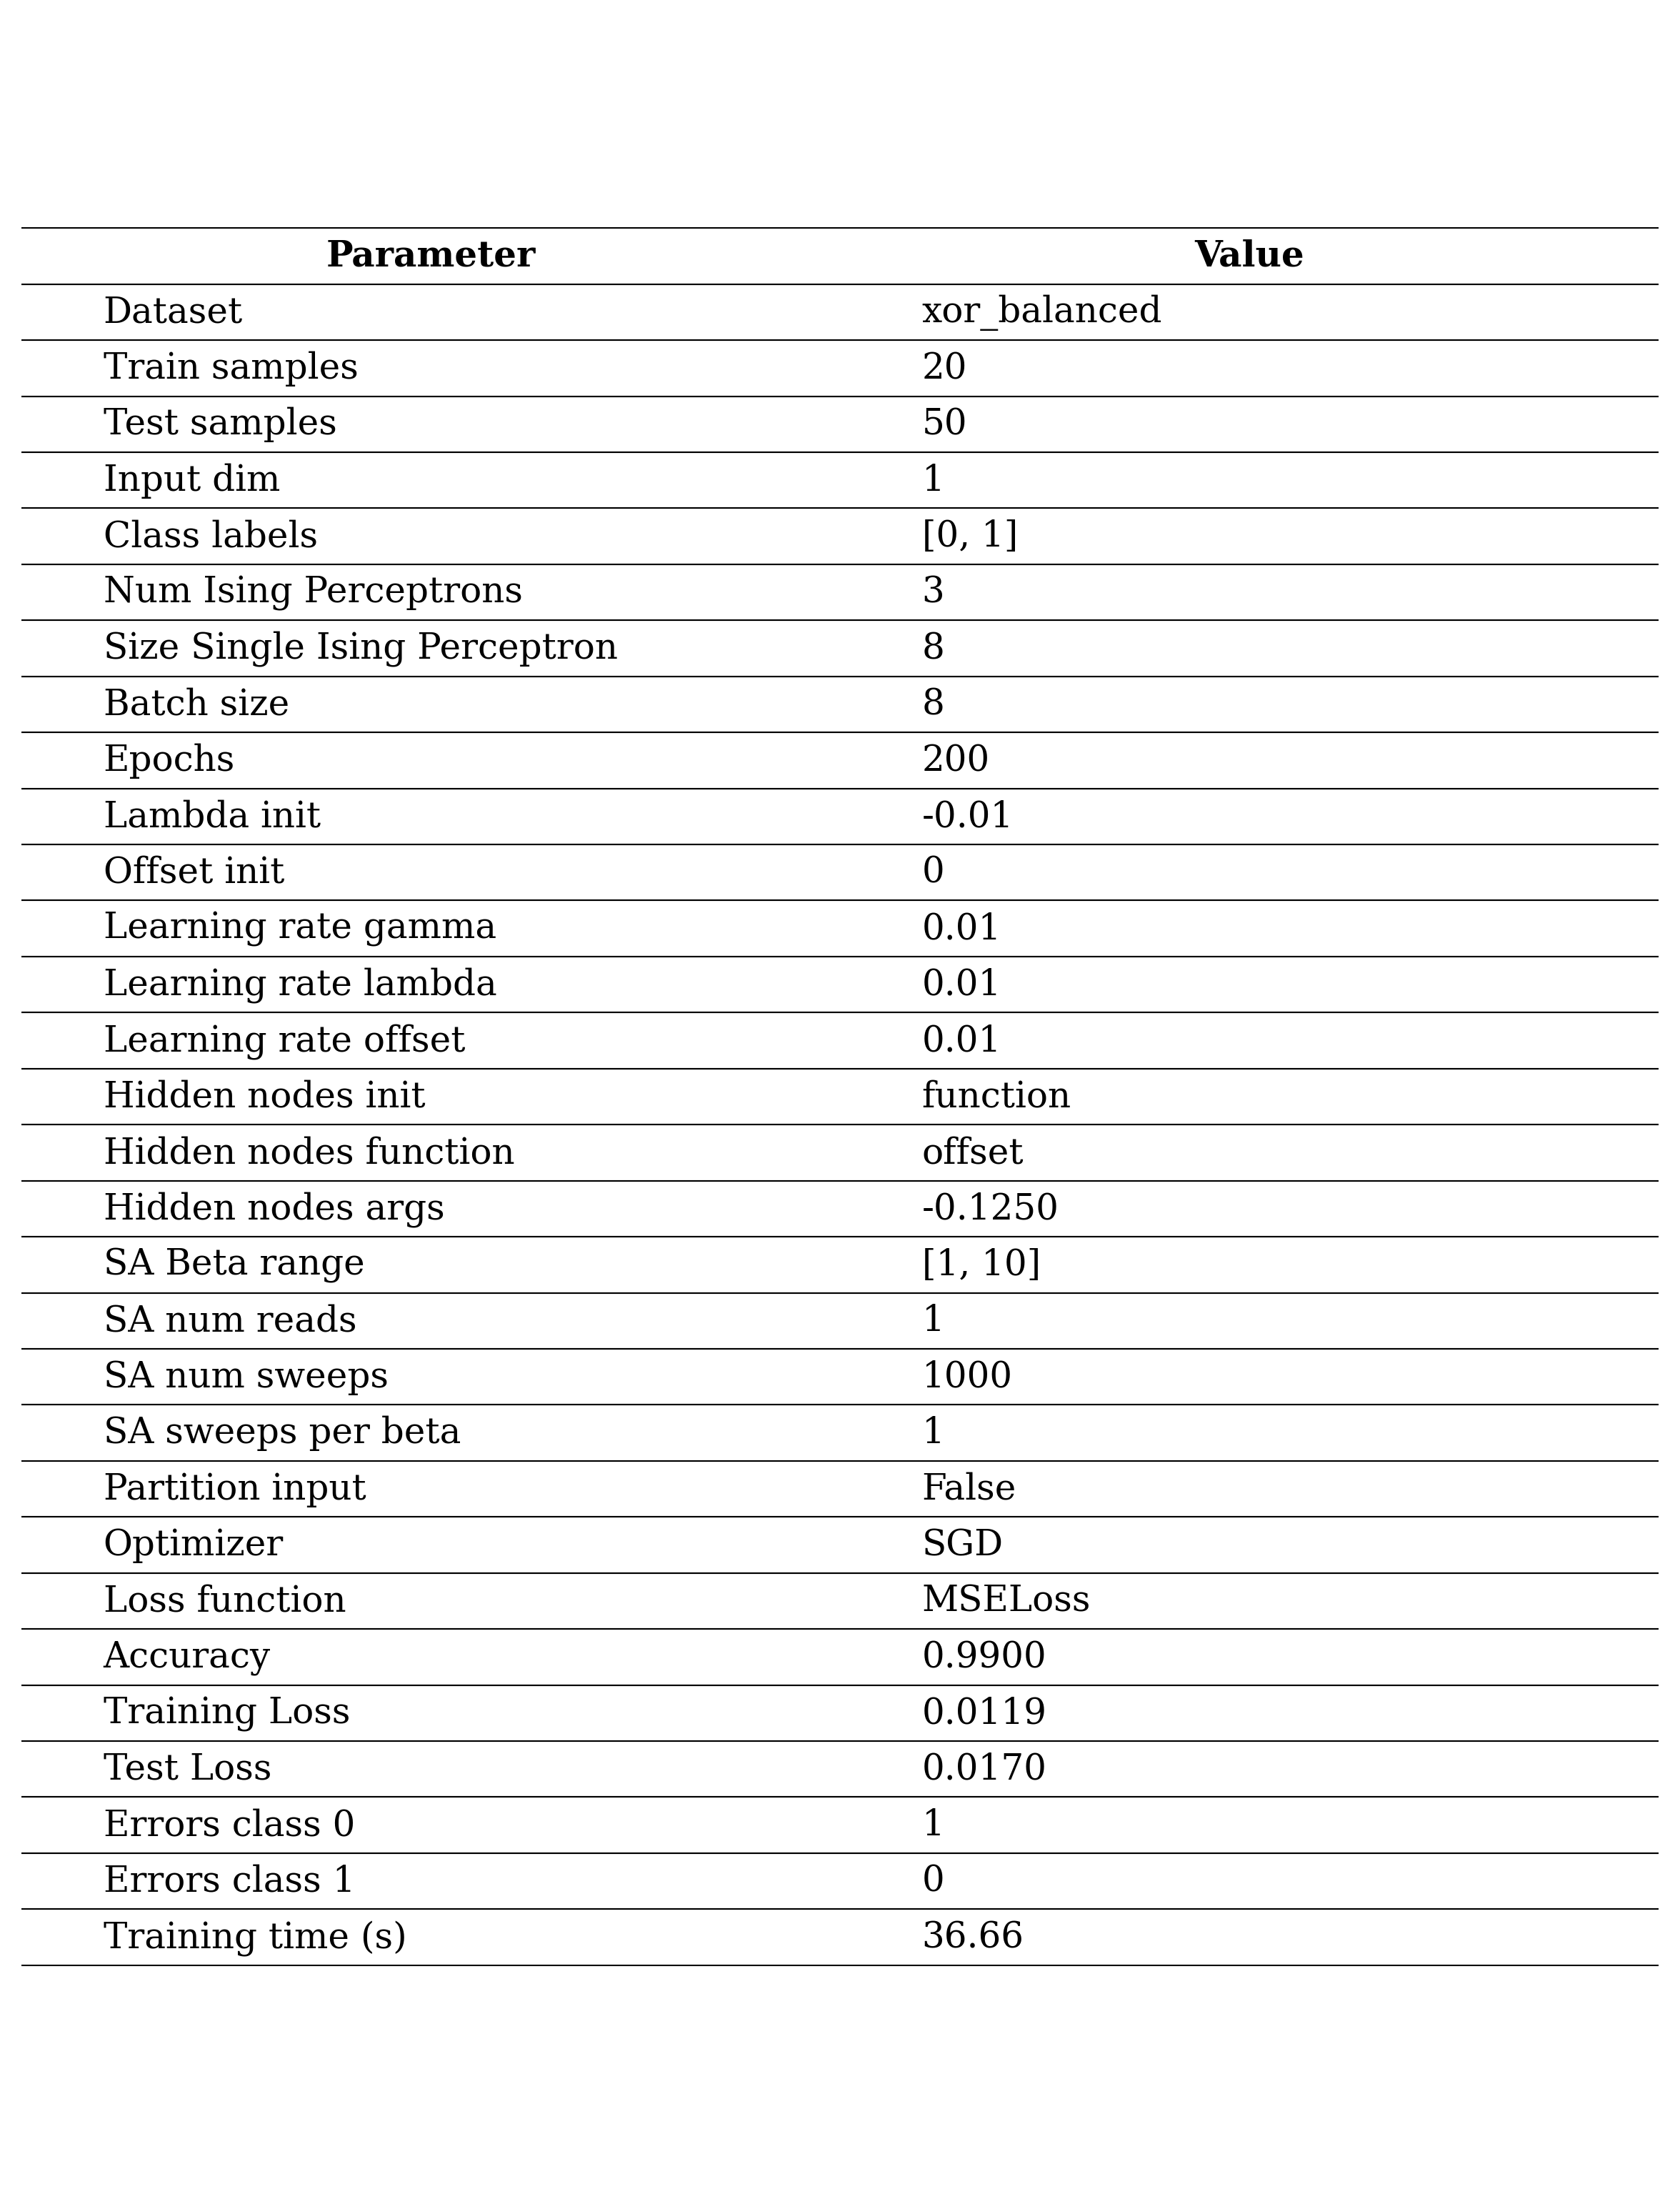 Parameter Value
Dataset xor_balanced
Train samples 20
Test samples 50
Input dim 1
Class labels [0, 1]
Num Ising Perceptrons 3
Size Single Ising Perceptron 8
Batch size 8
Epochs 200
Lambda init -0.01
Offset init 0
Learning rate gamma 0.01
Learning rate lambda 0.01
Learning rate offset 0.01
Hidden nodes init function
Hidden nodes function offset
Hidden nodes args -0.1250
SA Beta range [1, 10]
SA num reads 1
SA num sweeps 1000
SA sweeps per beta 1
Partition input False
Optimizer SGD
Loss function MSELoss
Accuracy 0.9900
Training Loss 0.0119
Test Loss 0.0170
Errors class 0 1
Errors class 1 0
Training time (s) 36.66